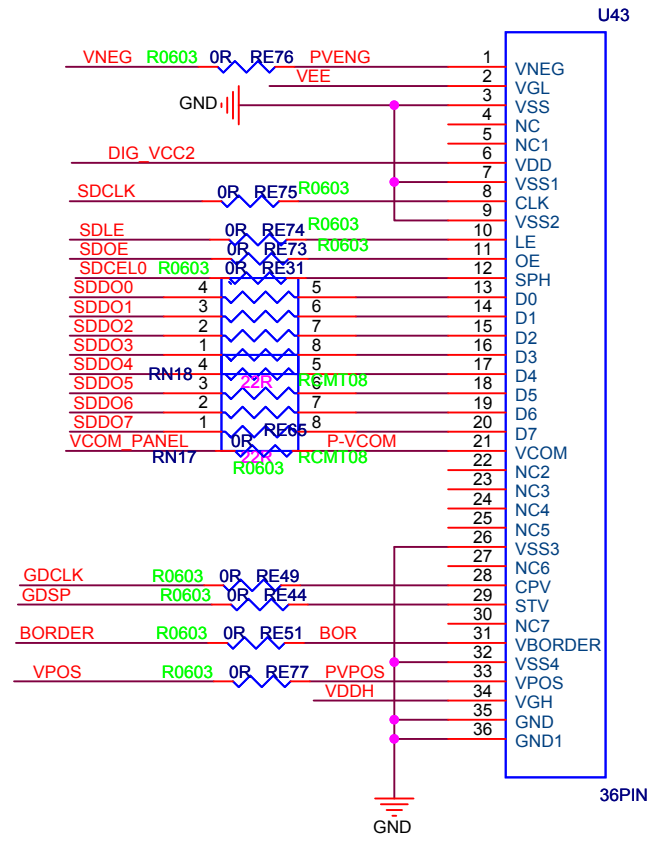 U43
VNEG R0603 0R RE76 PVENG 1 VNEG
VEE 2 VGL
GND 3 VSS
4 NC
5 NC1
DIG_VCC2 6 VDD
7 VSS1
SDCLK 0R RE75 R0603 8 CLK
9 VSS2
SDLE 0R RE74 R0603 10 LE
SDOE 0R RE73 R0603 11 OE
SDCEL0 R0603 0R RE31 12 SPH
SDDO0 4 5 13 D0
SDDO1 3 6 14 D1
SDDO2 2 7 15 D2
SDDO3 1 8 16 D3
SDDO4 4 5 17 D4
RN18 22R RCMT08
SDDO5 3 6 18 D5
SDDO6 2 7 19 D6
SDDO7 1 8 20 D7
VCOM_PANEL 0R RE65 P-VCOM 21 VCOM
RN17 22R RCMT08
R0603
22 NC2
23 NC3
24 NC4
25 NC5
26 VSS3
27 NC6
GDCLK R0603 0R RE49 28 CPV
GDSP R0603 0R RE44 29 STV
30 NC7
BORDER R0603 0R RE51 BOR 31 VBORDER
32 VSS4
VPOS R0603 0R RE77 PVPOS 33 VPOS
VDDH 34 VGH
35 GND
36 GND1
36PIN
GND